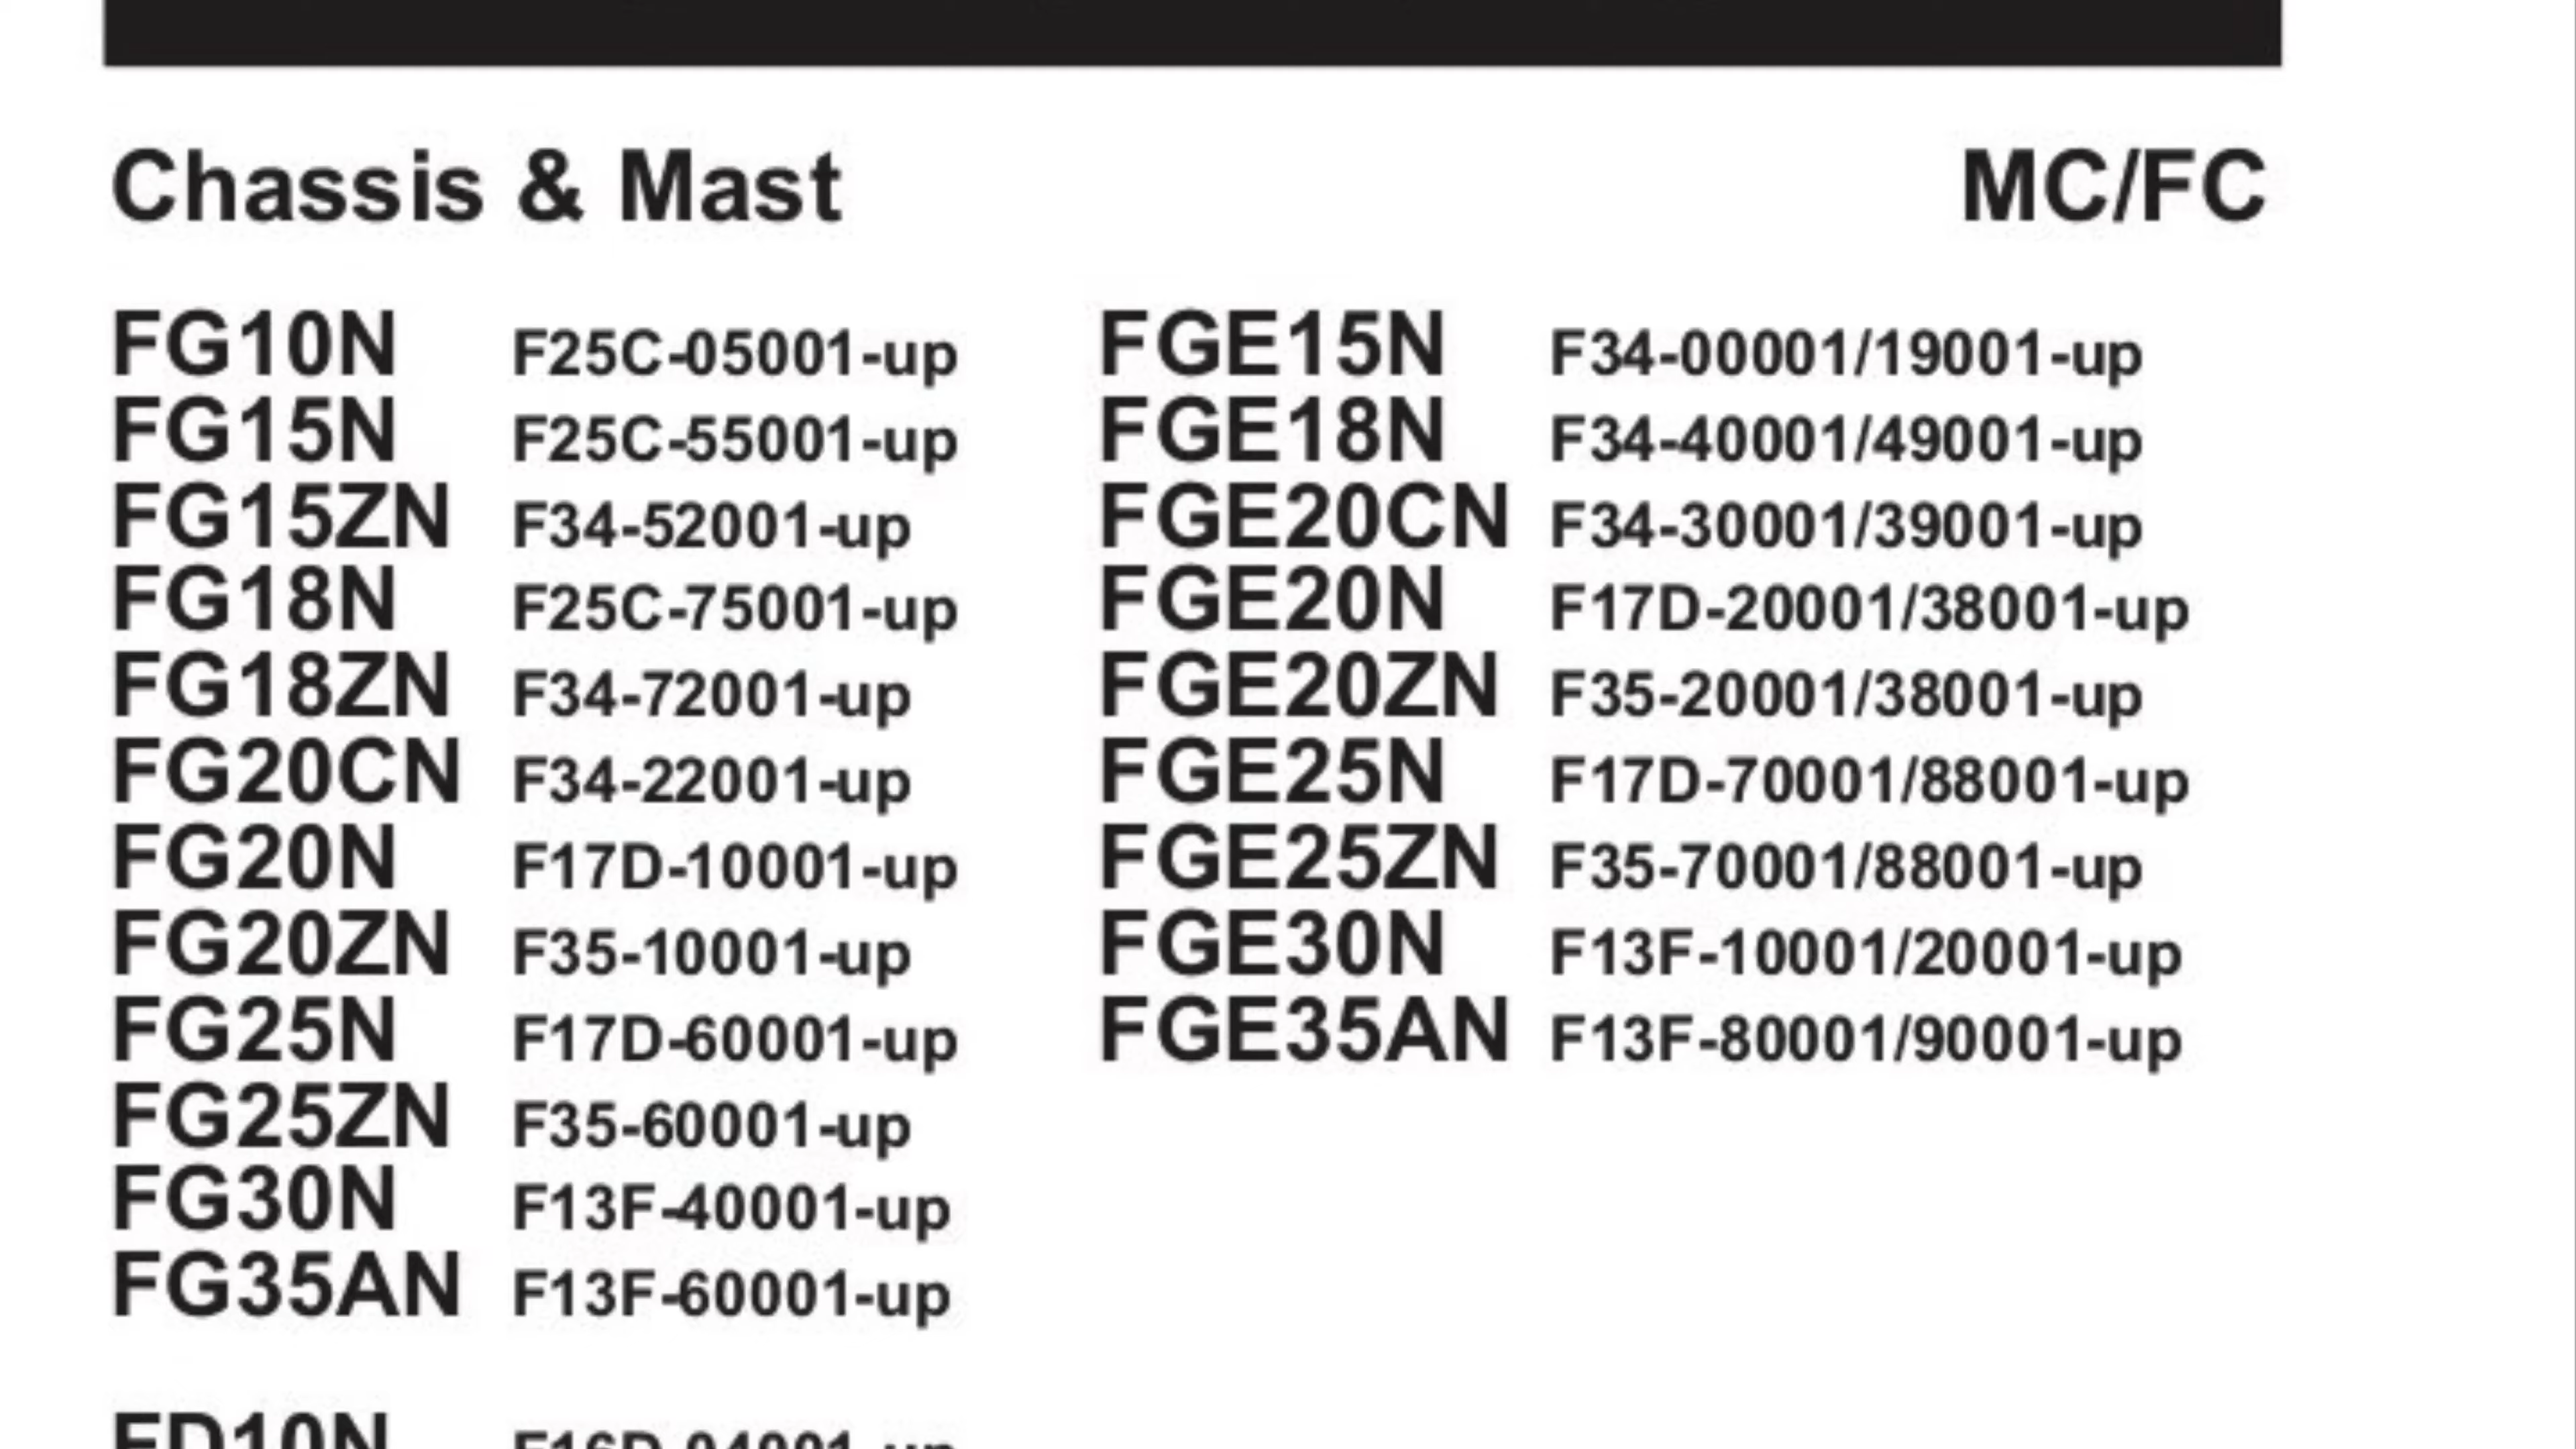 Chassis & Mast MC/FC
FG10N F25C-05001-up FGE15N F34-00001/19001-up
FG15N F25C-55001-up FGE18N F34-40001/49001-up
FG15ZN F34-52001-up FGE20CN F34-30001/39001-up
FG18N F25C-75001-up FGE20N F17D-20001/38001-up
FG18ZN F34-72001-up FGE20ZN F35-20001/38001-up
FG20CN F34-22001-up FGE25N F17D-70001/88001-up
FG20N F17D-10001-up FGE25ZN F35-70001/88001-up
FG20ZN F35-10001-up FGE30N F13F-10001/20001-up
FG25N F17D-60001-up FGE35AN F13F-80001/90001-up
FG25ZN F35-60001-up
FG30N F13F-40001-up
FG35AN F13F-60001-up
FD10N